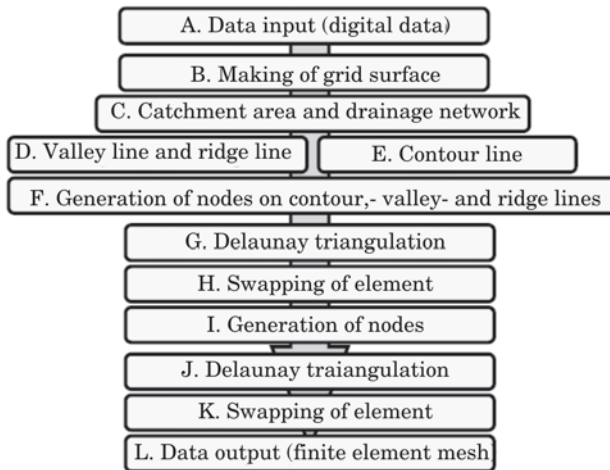 A. Data input (digital data)
B. Making of grid surface
C. Catchment area and drainage network
D. Valley line and ridge line
E. Contour line
F. Generation of nodes on contour,- valley- and ridge lines
G. Delaunay triangulation
H. Swapping of element
I. Generation of nodes
J. Delaunay traiangulation
K. Swapping of element
L. Data output (finite element mesh)